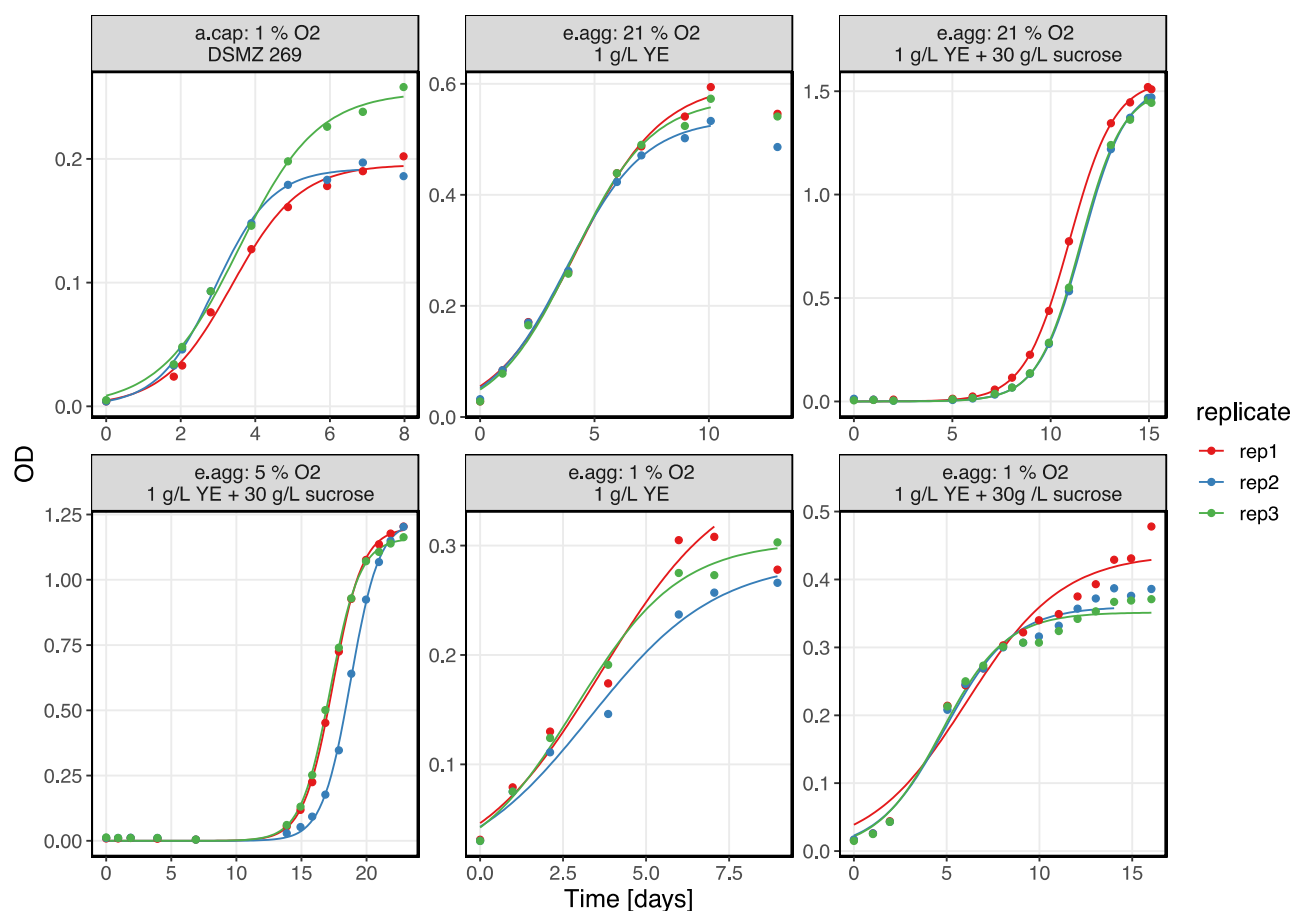 a.cap: 1 % O2
DSMZ 269
e.agg: 21 % O2
1 g/L YE
e.agg: 21 % O2
1 g/L YE + 30 g/L sucrose
0.2
0.1
0.0
0 2 4 6 8
0.6
0.4
0.2
0.0
0 5 10
1.5
1.0
0.5
0.0
0 5 10 15
OD
e.agg: 5 % O2
1 g/L YE + 30 g/L sucrose
e.agg: 1 % O2
1 g/L YE
e.agg: 1 % O2
1 g/L YE + 30g /L sucrose
1.25
1.00
0.75
0.50
0.25
0.00
0 5 10 15 20
0.3
0.2
0.1
0.0 2.5 5.0 7.5
0.5
0.4
0.3
0.2
0.1
0.0
0 5 10 15
Time [days]
replicate
rep1
rep2
rep3